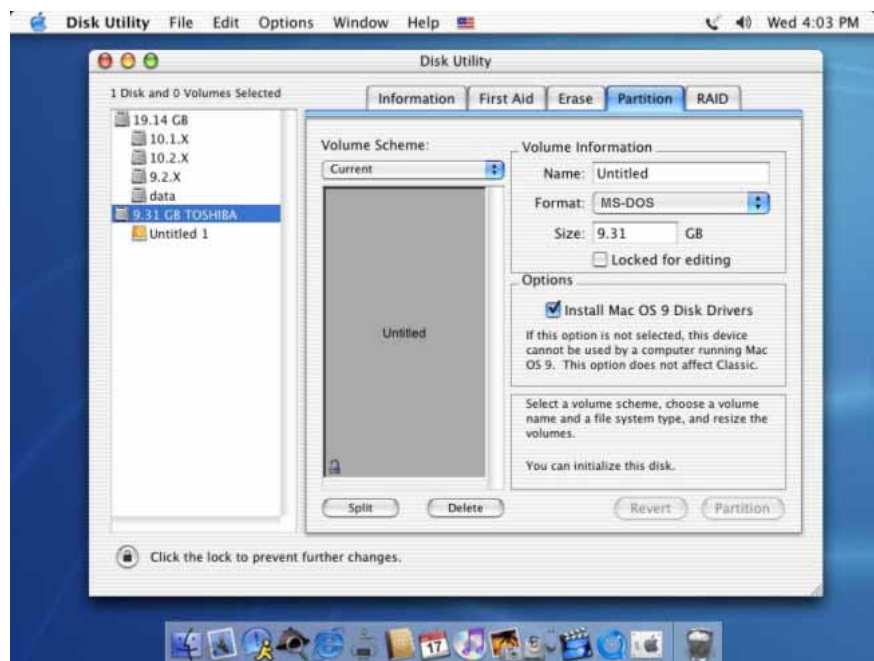 Disk Utility File Edit Options Window Help Wed 4:03 PM
Disk Utility
1 Disk and 0 Volumes Selected
Information First Aid Erase Partition RAID
19.14 GB
10.1.X
10.2.X
9.2.X
data
9.31 GB TOSHIBA
Untitled 1
Volume Scheme:
Current
Untitled
Split Delete
Volume Information
Name: Untitled
Format: MS-DOS
Size: 9.31 GB
Locked for editing
Options
Install Mac OS 9 Disk Drivers
If this option is not selected, this device
cannot be used by a computer running Mac
OS 9. This option does not affect Classic.
Select a volume scheme, choose a volume
name and a file system type, and resize the
volumes.
You can initialize this disk.
Revert Partition
Click the lock to prevent further changes.
17